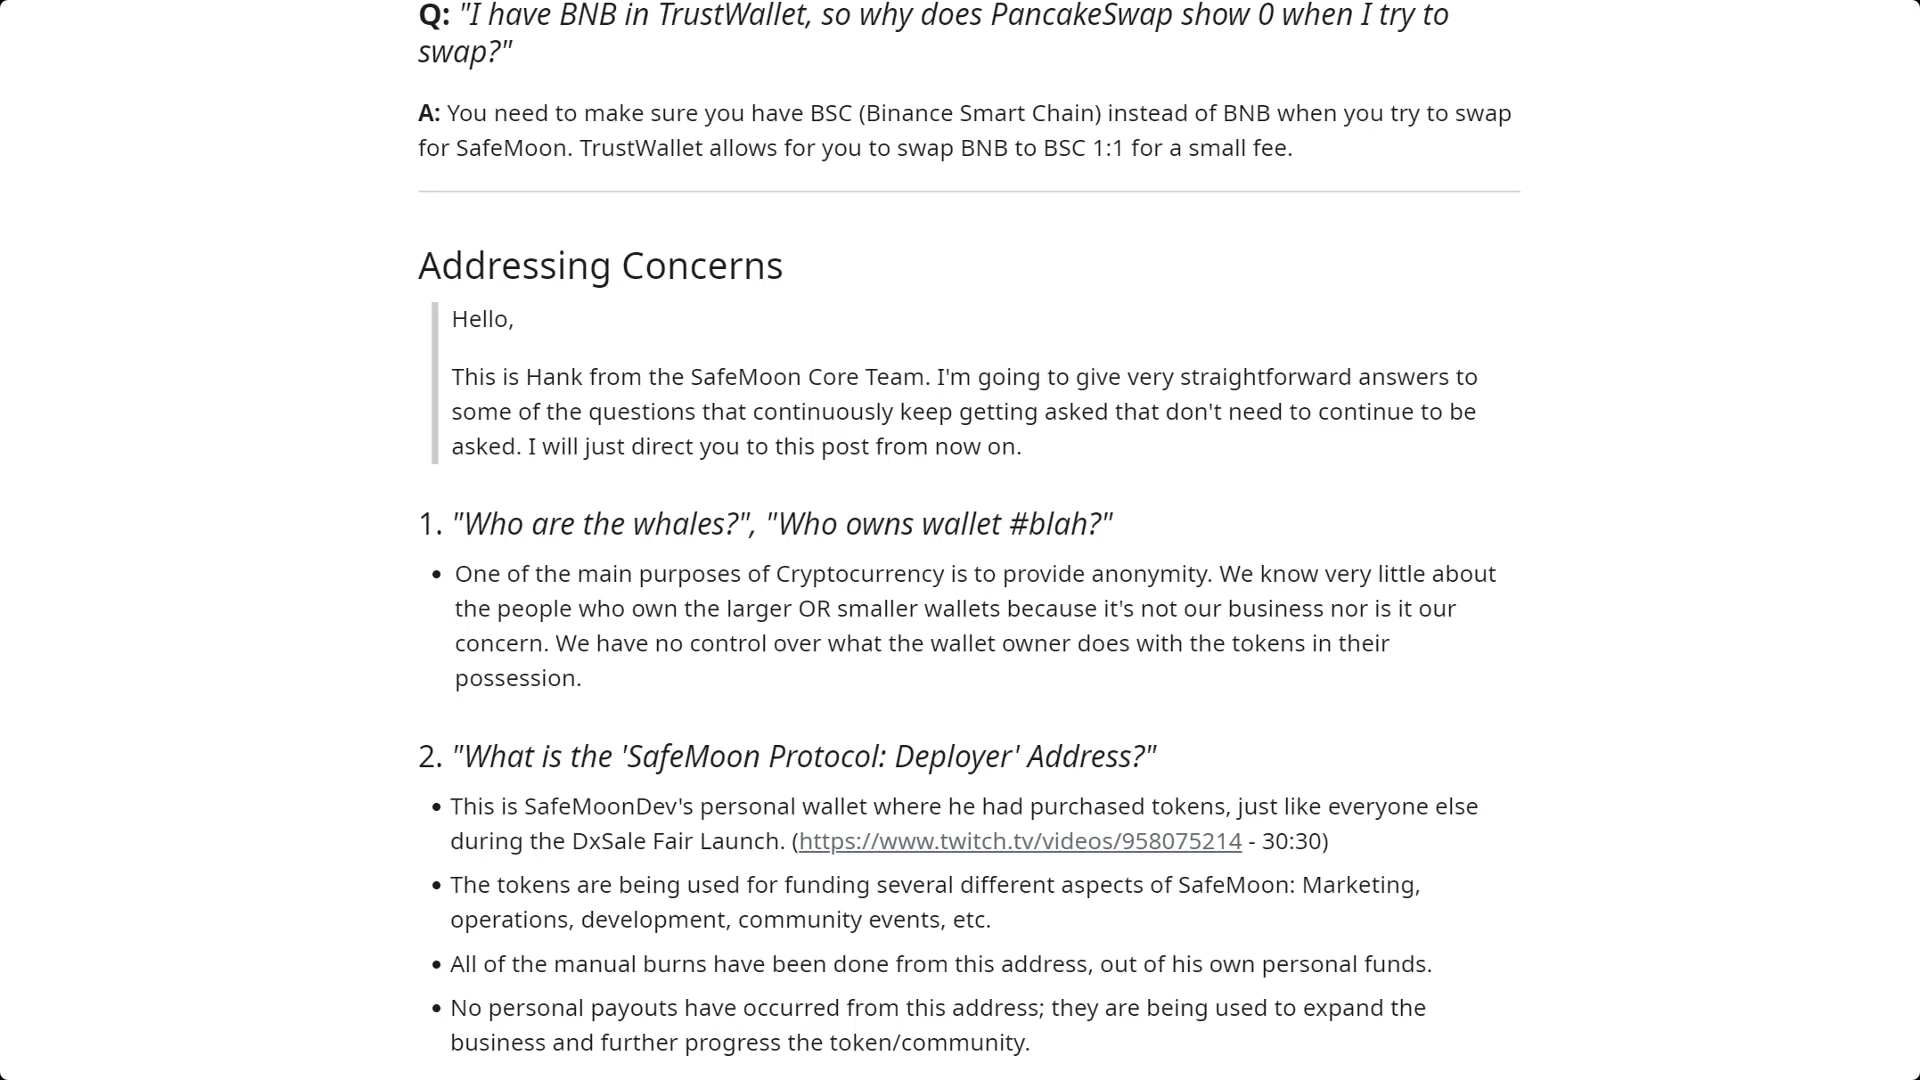 Q: "I have BNB in TrustWallet, so why does PancakeSwap show 0 when I try to
swap?"
A: You need to make sure you have BSC (Binance Smart Chain) instead of BNB when you try to swap
for SafeMoon. TrustWallet allows for you to swap BNB to BSC 1:1 for a small fee.
Addressing Concerns
Hello,
This is Hank from the SafeMoon Core Team. I'm going to give very straightforward answers to
some of the questions that continuously keep getting asked that don't need to continue to be
asked. I will just direct you to this post from now on.
1. "Who are the whales?", "Who owns wallet #blah?"
• One of the main purposes of Cryptocurrency is to provide anonymity. We know very little about
the people who own the larger OR smaller wallets because it's not our business nor is it our
concern. We have no control over what the wallet owner does with the tokens in their
possession.
2. "What is the 'SafeMoon Protocol: Deployer' Address?"
• This is SafeMoonDev's personal wallet where he had purchased tokens, just like everyone else
during the DxSale Fair Launch. (https://www.twitch.tv/videos/958075214 - 30:30)
• The tokens are being used for funding several different aspects of SafeMoon: Marketing,
operations, development, community events, etc.
• All of the manual burns have been done from this address, out of his own personal funds.
• No personal payouts have occurred from this address; they are being used to expand the
business and further progress the token/community.